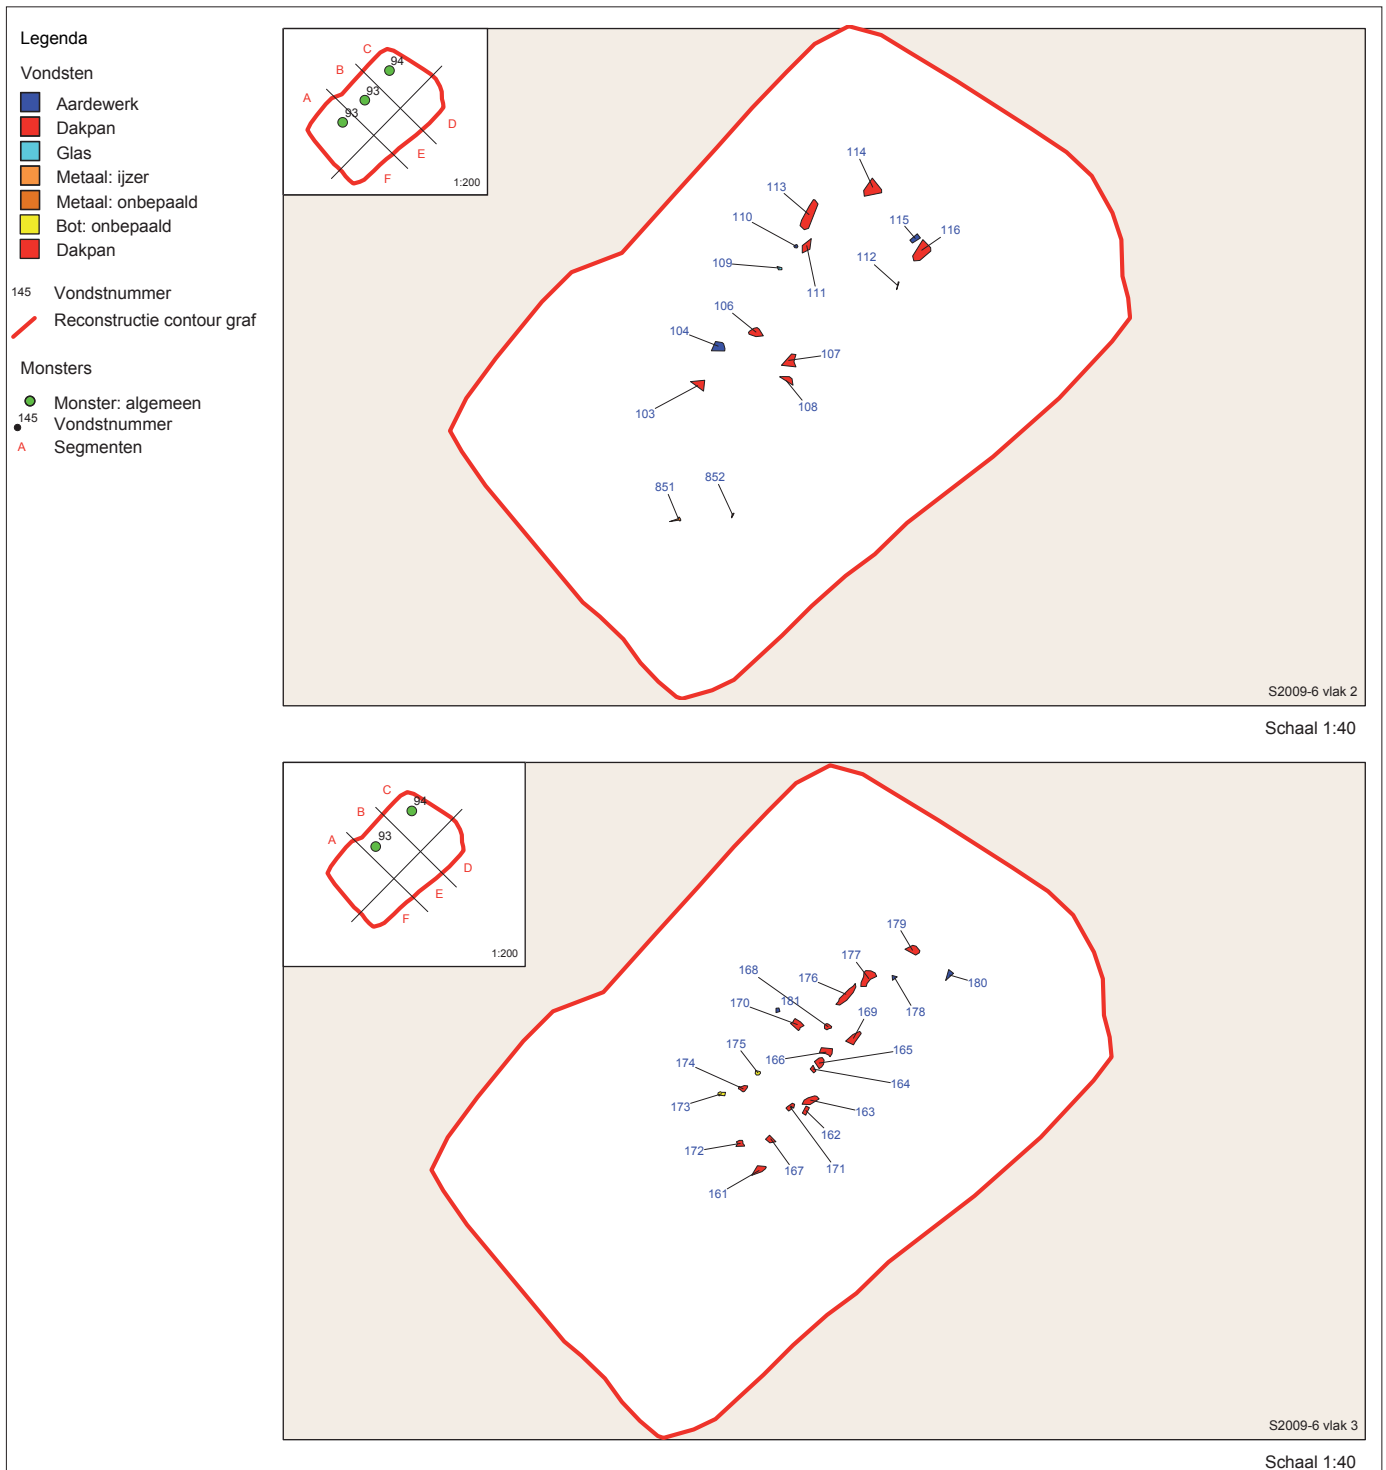 Legenda
Vondsten
Aardewerk
Dakpan
Glas
Metaal: ijzer
Metaal: onbepaald
Bot: onbepaald
Dakpan
145 Vondstnummer
Reconstructie contour graf
Monsters
Monster: algemeen
145 Vondstnummer
A Segmenten
C
94
B
93
A
93
D
E
F
1:200
114
113
110
115
116
109
112
111
106
104
107
103
108
851
852
S2009-6 vlak 2
Schaal 1:40
C
94
B
A
93
D
E
F
1:200
179
177
168
176
180
170
181
178
169
175
166
165
174
164
173
163
162
172
167
171
161
S2009-6 vlak 3
Schaal 1:40